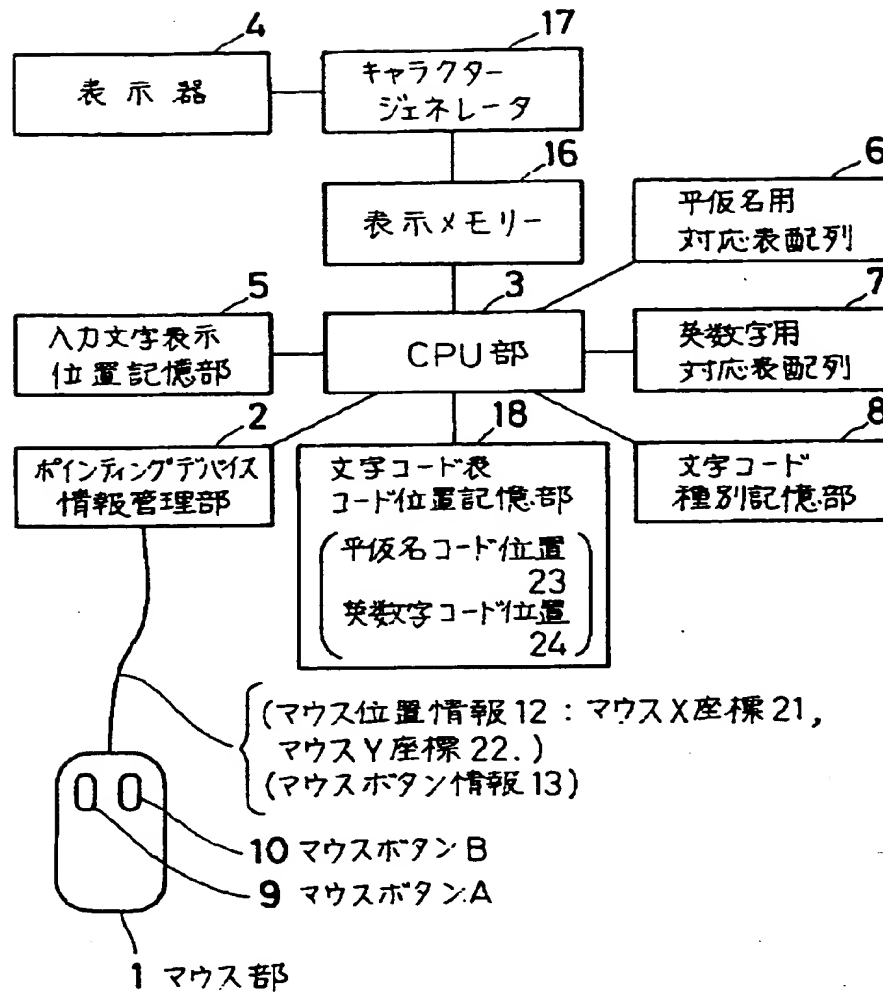 4
表示器
17
キャラクター
ジェネレータ
16
表示メモリー
6
平仮名用
対応表配列
5
入力文字表示
位置記憶部
3
CPU部
7
英数字用
対応表配列
2
ポインティングデバイス
情報管理部
18
文字コード表
コード位置記憶部
平仮名コード位置
23
英数字コード位置
24
8
文字コード
種別記憶部
(マウス位置情報12:マウスX座標21,
マウスY座標22.)
(マウスボタン情報13)
10 マウスボタンB
9 マウスボタンA
1 マウス部